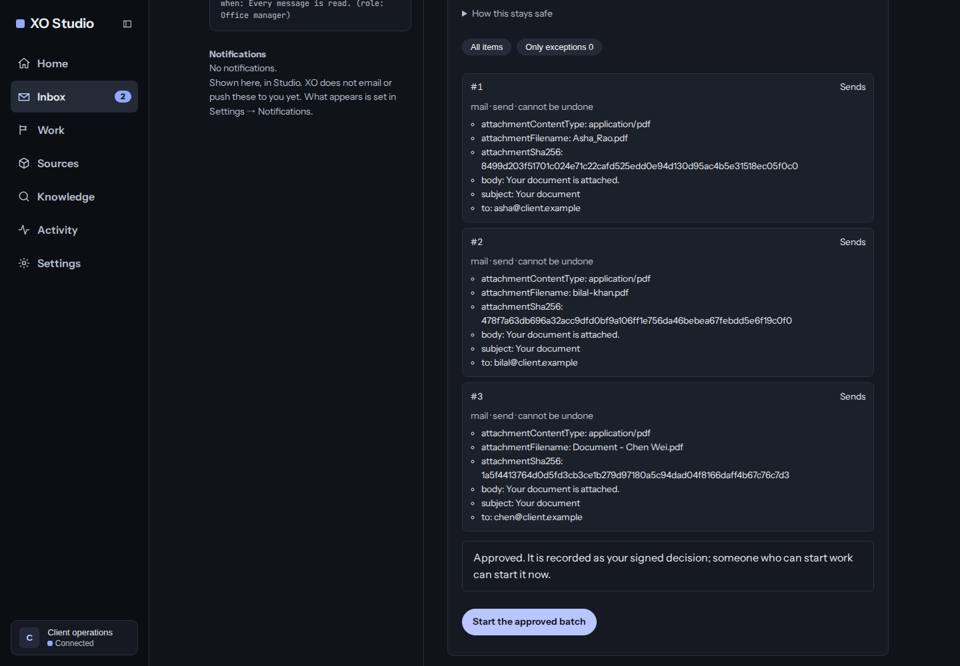 XO Studio
Home
Inbox 2
Work
Sources
Knowledge
Activity
Settings
C
Client operations
Connected
when: Every message is read. (role:
Office manager)
Notifications
No notifications.
Shown here, in Studio. XO does not email or
push these to you yet. What appears is set in
Settings → Notifications.
How this stays safe
All items
Only exceptions 0
#1 Sends
mail · send · cannot be undone
attachmentContentType: application/pdf
attachmentFilename: Asha_Rao.pdf
attachmentSha256:
8499d203f51701c024e71c22cafd525edd0e94d130d95ac4b5e31518ec05f0c0
body: Your document is attached.
subject: Your document
to: asha@client.example
#2 Sends
mail · send · cannot be undone
attachmentContentType: application/pdf
attachmentFilename: bilal-khan.pdf
attachmentSha256:
478f7a63db696a32acc9dfd0bf9a106ff1e756da46bebea67febdd5e6f19c0f0
body: Your document is attached.
subject: Your document
to: bilal@client.example
#3 Sends
mail · send · cannot be undone
attachmentContentType: application/pdf
attachmentFilename: Document - Chen Wei.pdf
attachmentSha256:
1a5f4413764d0d5fd3cb3ce1b279d97180a5c94dad04f8166daff4b67c76c7d3
body: Your document is attached.
subject: Your document
to: chen@client.example
Approved. It is recorded as your signed decision; someone who can start work
can start it now.
Start the approved batch